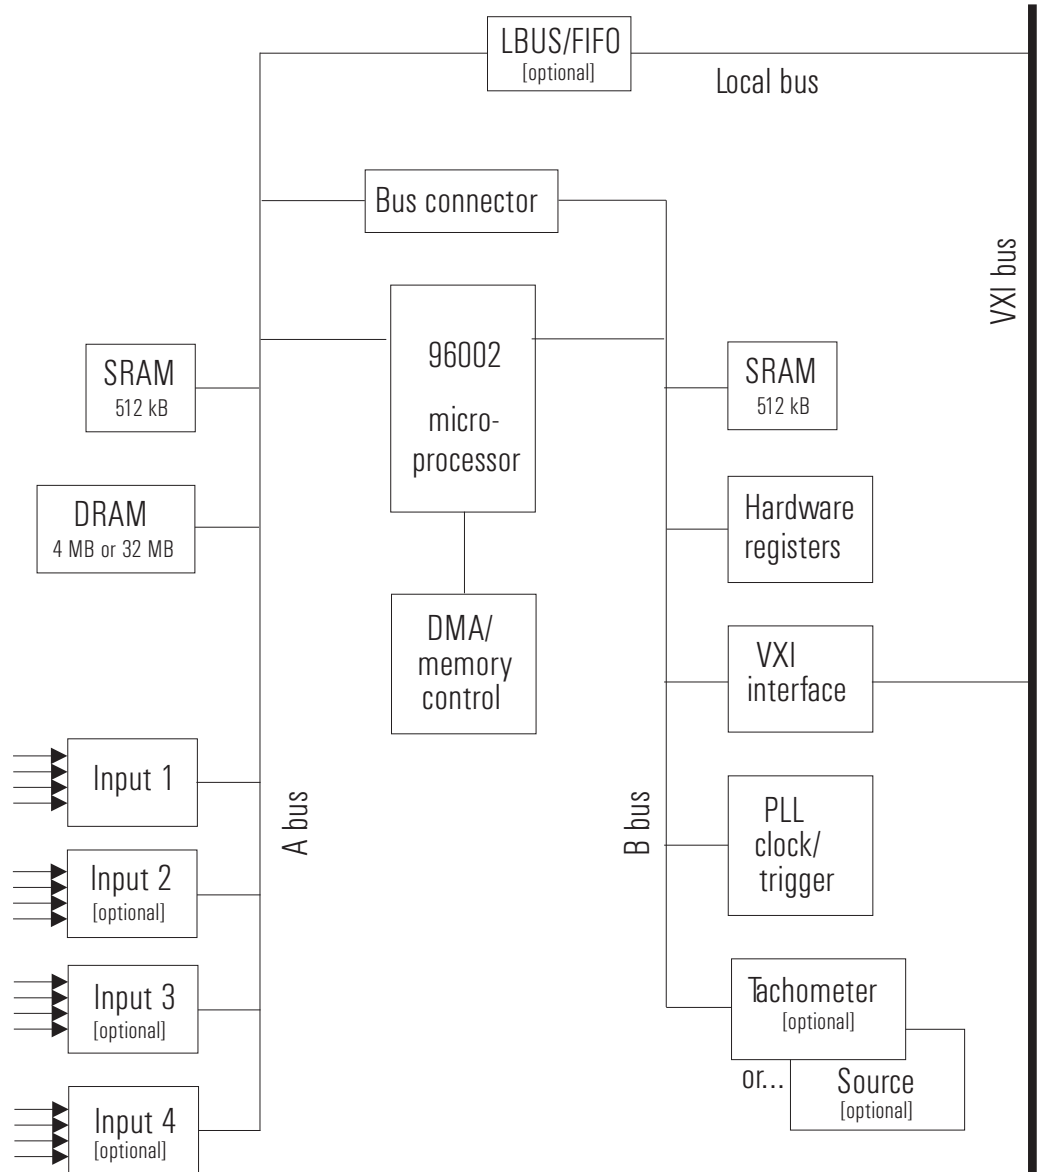 LBUS/FIFO
[optional]
Local bus
Bus connector
VXI bus
96002
micro-
processor
SRAM
512 kB
SRAM
512 kB
DRAM
4 MB or 32 MB
Hardware
registers
DMA/
memory
control
VXI
interface
Input 1
A bus
B bus
PLL
clock/
trigger
Input 2
[optional]
Input 3
[optional]
Tachometer
[optional]
or...
Source
[optional]
Input 4
[optional]